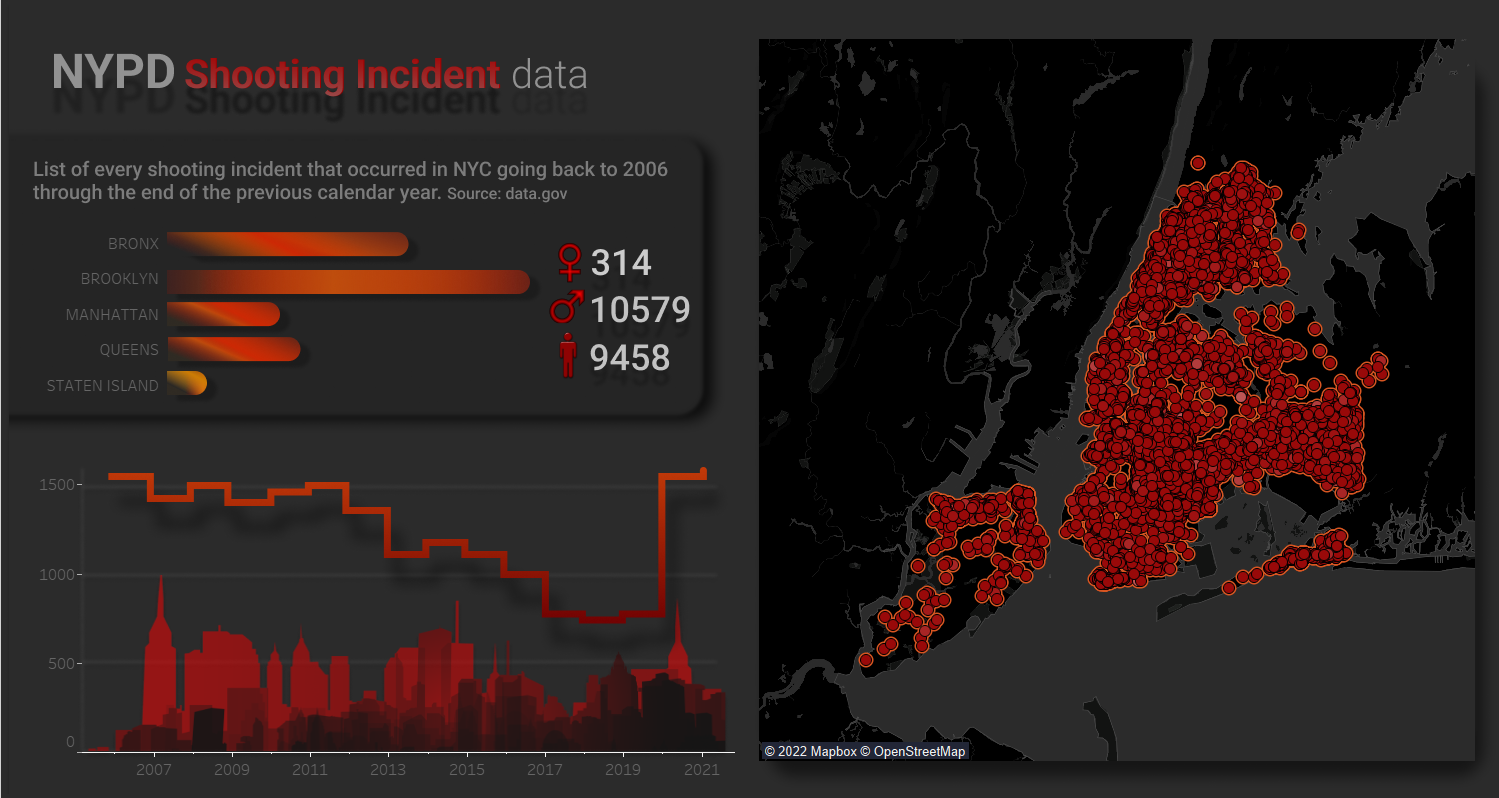 NYPD Shooting Incident data
List of every shooting incident that occurred in NYC going back to 2006
through the end of the previous calendar year. Source: data.gov
BRONX
BROOKLYN
MANHATTAN
QUEENS
STATEN ISLAND
314
10579
9458
1500
1000
500
0
2007 2009 2011 2013 2015 2017 2019 2021
© 2022 Mapbox © OpenStreetMap